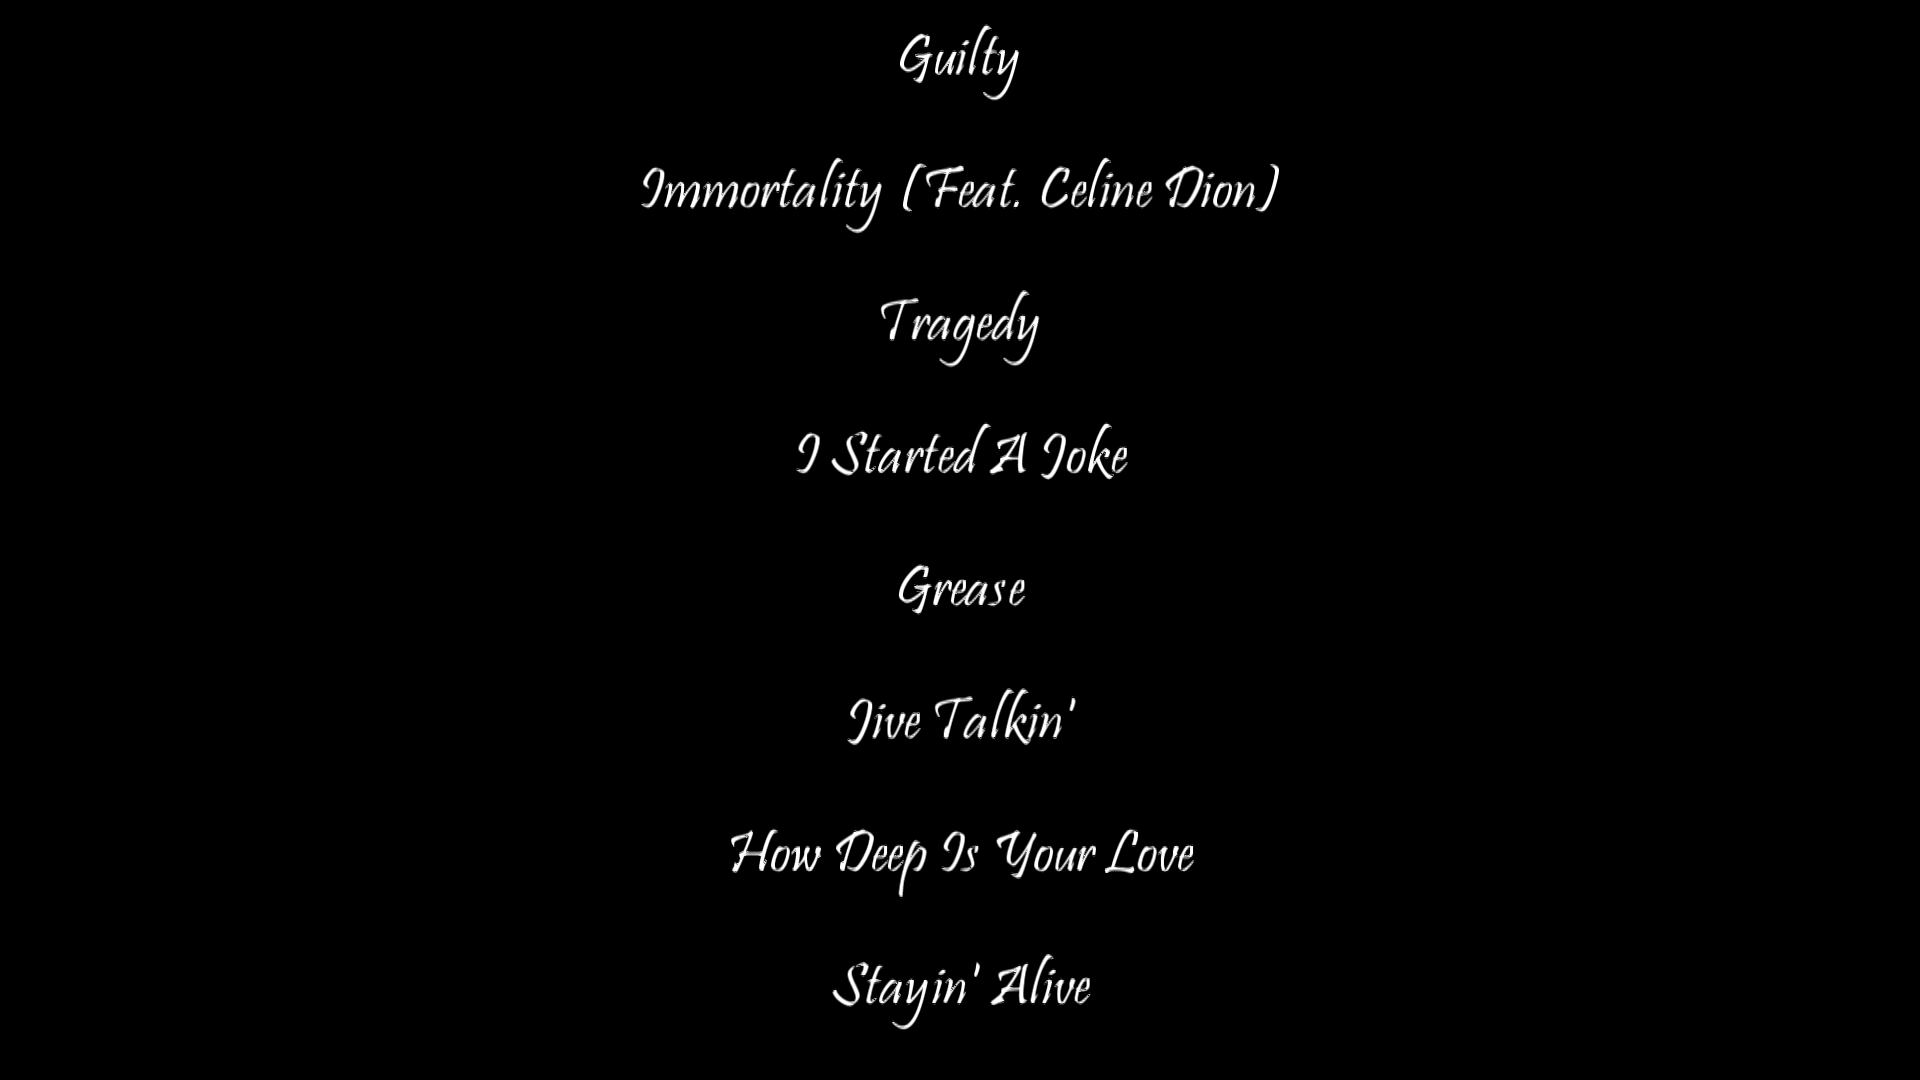 Guilty
Immortality (Feat. Celine Dion)
Tragedy
I Started A Joke
Grease
Jive Talkin'
How Deep Is Your Love
Stayin' Alive